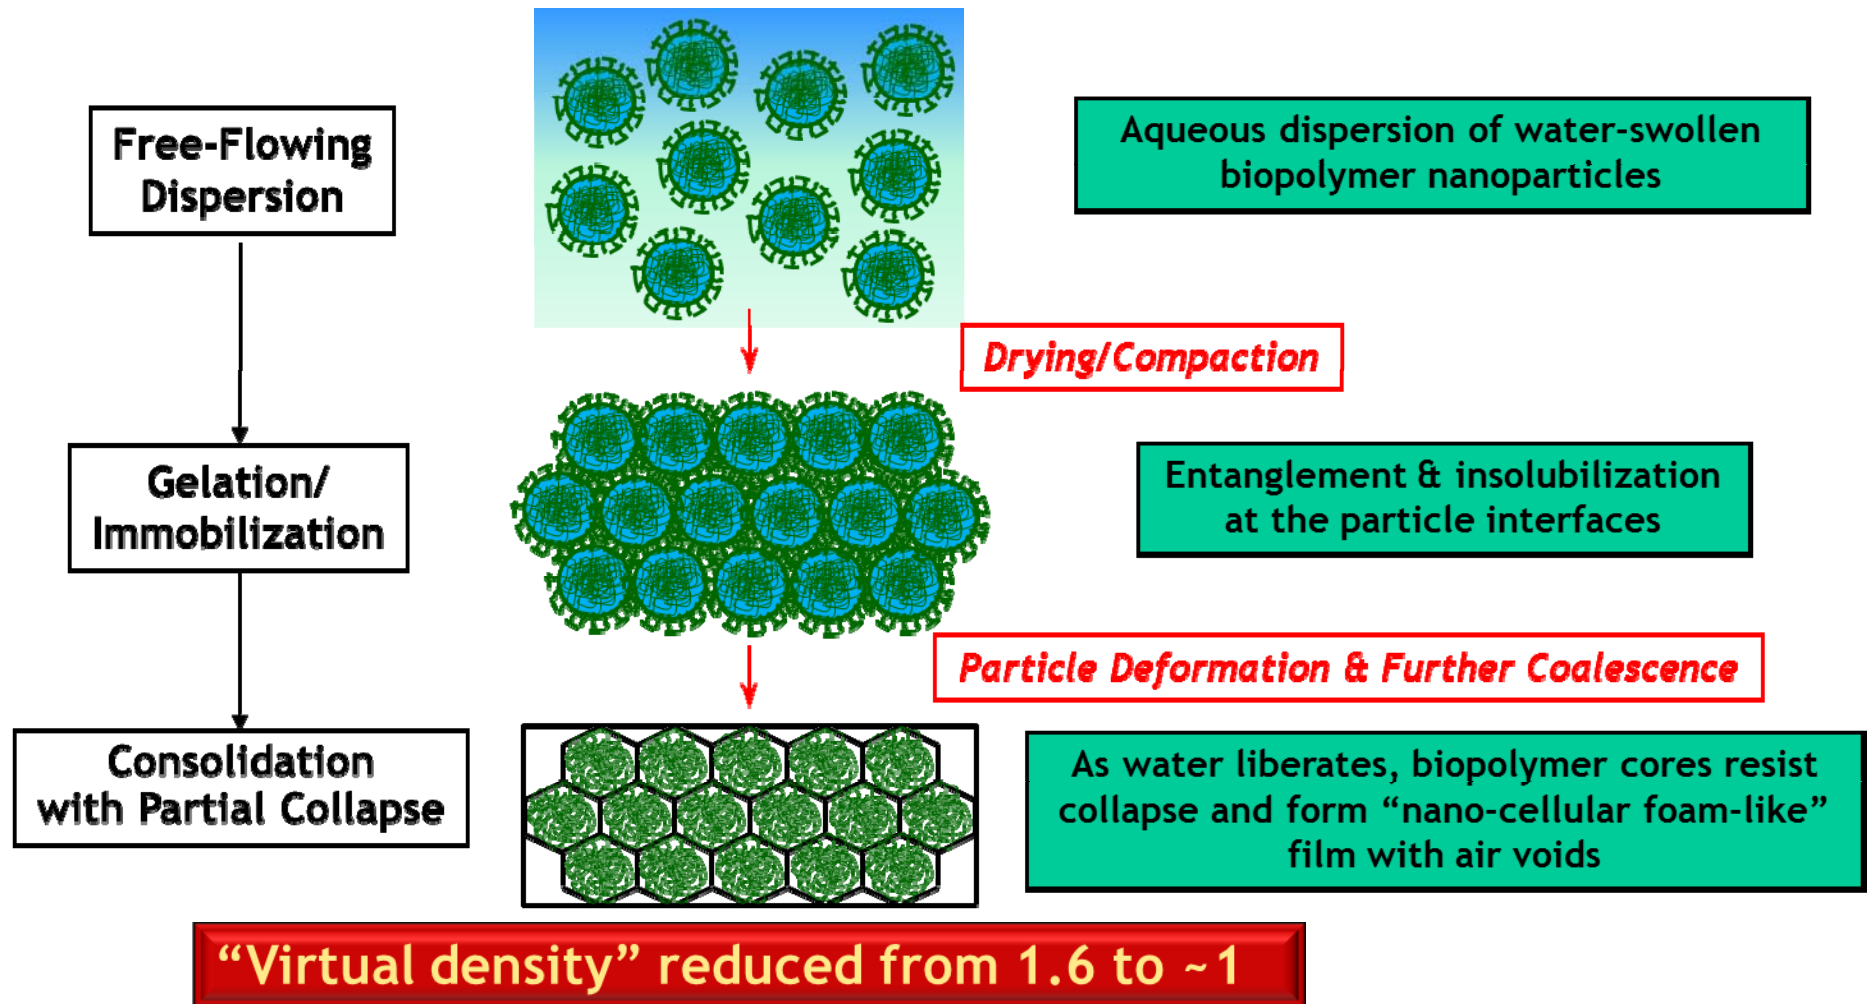 Free-Flowing
Dispersion
Aqueous dispersion of water-swollen
biopolymer nanoparticles
Drying/Compaction
Gelation/
Immobilization
Entanglement & insolubilization
at the particle interfaces
Particle Deformation & Further Coalescence
Consolidation
with Partial Collapse
As water liberates, biopolymer cores resist
collapse and form “nano-cellular foam-like”
film with air voids
“Virtual density” reduced from 1.6 to ~1